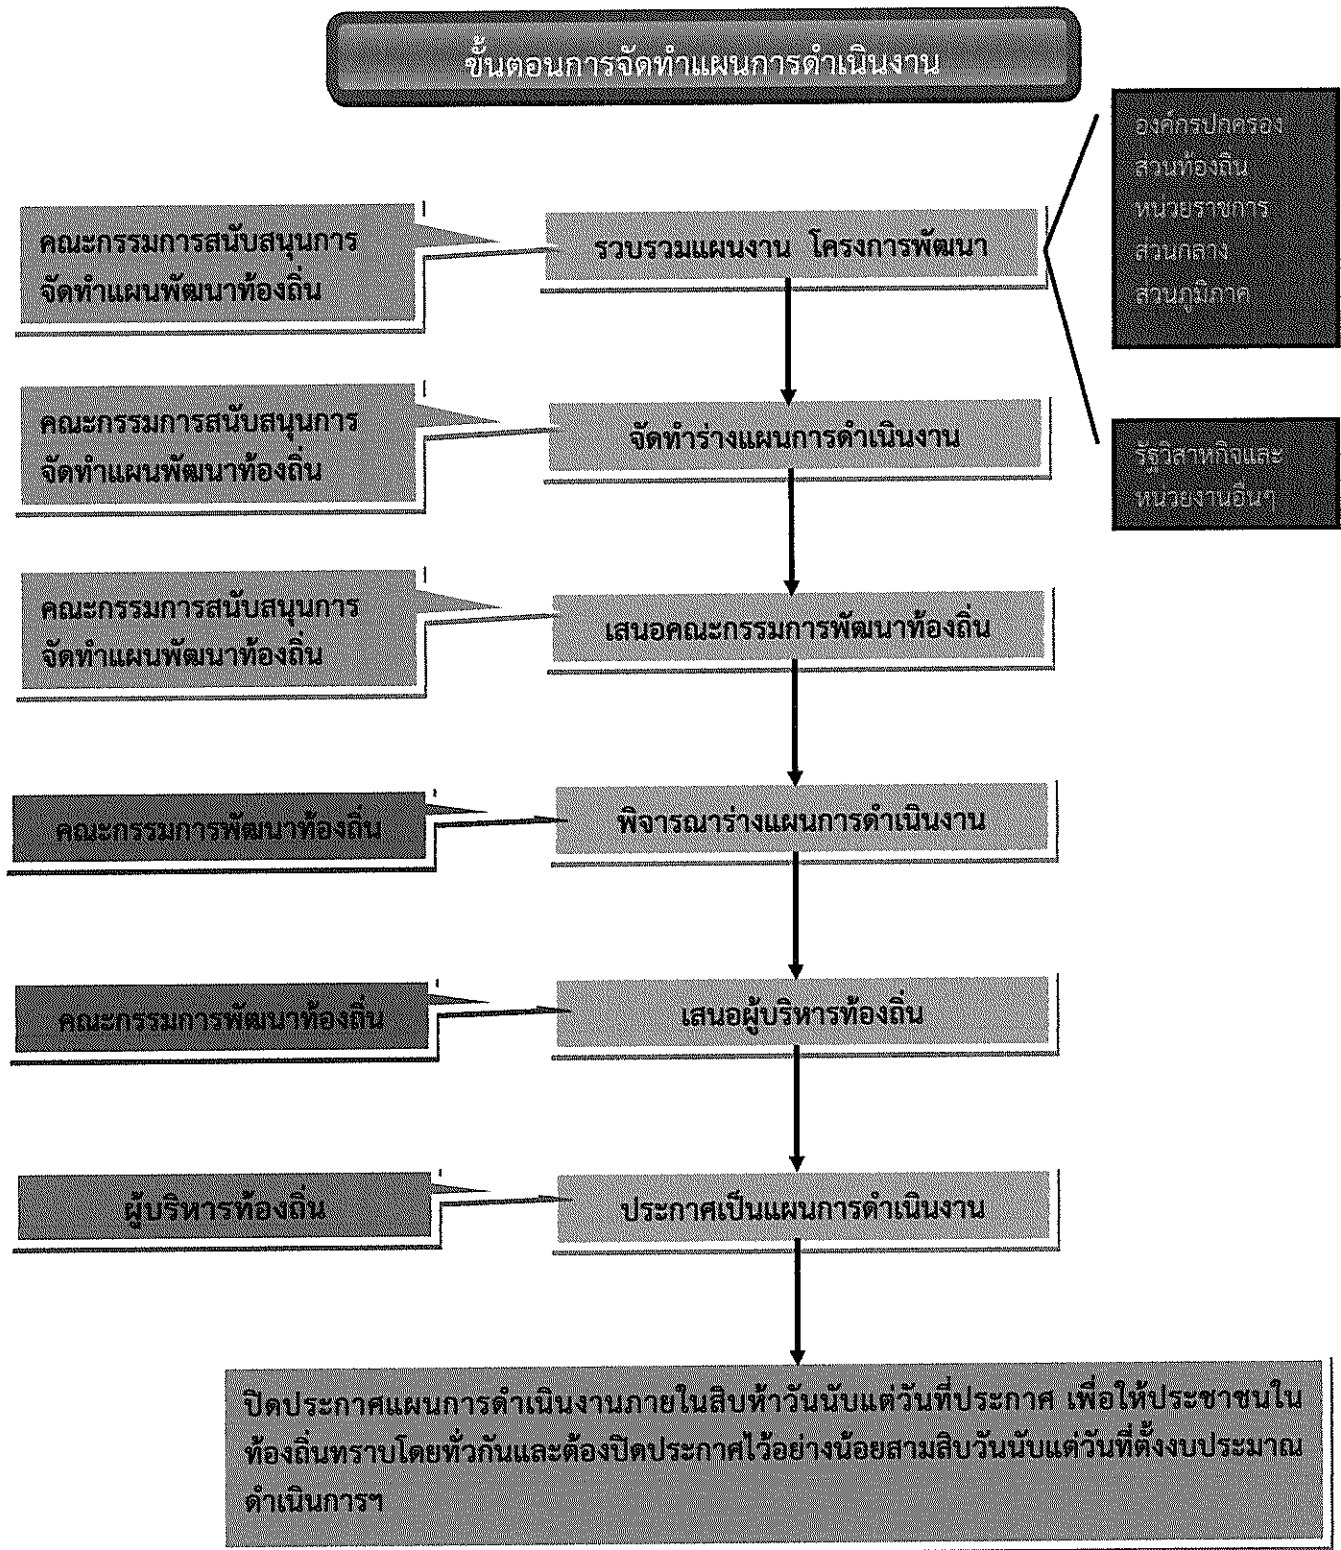 ขั้นตอนการจัดทำแผนการดำเนินงาน
องค์กรปกครอง
ส่วนท้องถิ่น
หน่วยราชการ
ส่วนกลาง
ส่วนภูมิภาค
คณะกรรมการสนับสนุนการ
จัดทำแผนพัฒนาท้องถิ่น
รวบรวมแผนงาน โครงการพัฒนา
คณะกรรมการสนับสนุนการ
จัดทำแผนพัฒนาท้องถิ่น
จัดทำร่างแผนการดำเนินงาน
รัฐวิสาหกิจและ
หน่วยงานอื่นๆ
คณะกรรมการสนับสนุนการ
จัดทำแผนพัฒนาท้องถิ่น
เสนอคณะกรรมการพัฒนาท้องถิ่น
คณะกรรมการพัฒนาท้องถิ่น
พิจารณาร่างแผนการดำเนินงาน
คณะกรรมการพัฒนาท้องถิ่น
เสนอผู้บริหารท้องถิ่น
ผู้บริหารท้องถิ่น
ประกาศเป็นแผนการดำเนินงาน
ปิดประกาศแผนการดำเนินงานภายในสิบห้าวันนับแต่วันที่ประกาศ เพื่อให้ประชาชนใน
ท้องถิ่นทราบโดยทั่วกันและต้องปิดประกาศไว้อย่างน้อยสามสิบวันนับแต่วันที่ตั้งงบประมาณ
ดำเนินการฯ